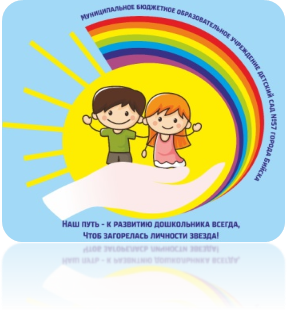 Муниципальное бюджетное образовательное учреждение детский сад №57 города Бийска
Наш путь - к развитию дошкольника всегда,
Чтоб загорелась личности звезда!